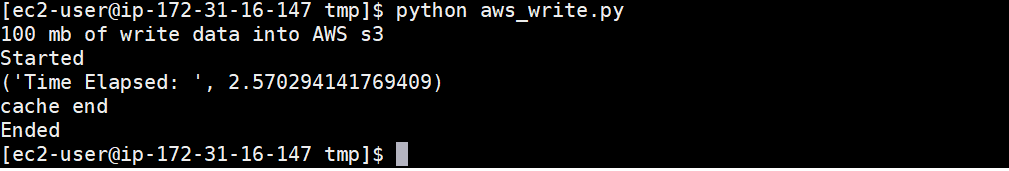 [ec2-user@ip-172-31-16-147 tmp]$ python aws_write.py
100 mb of write data into AWS s3
Started
('Time Elapsed: ', 2.570294141769409)
cache end
Ended
[ec2-user@ip-172-31-16-147 tmp]$